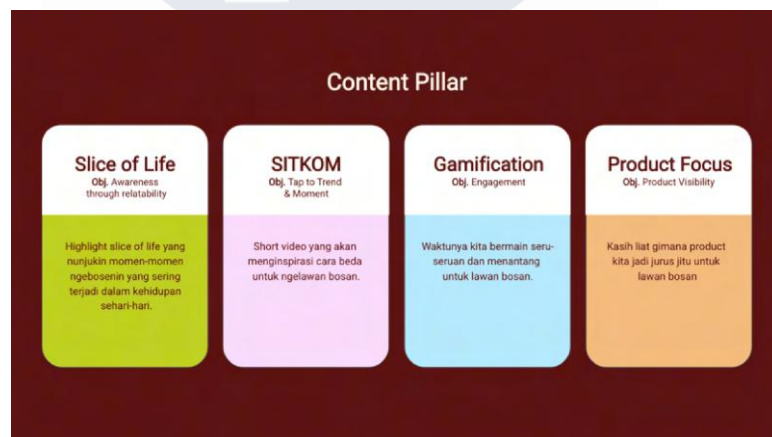 Content Pillar
Slice of Life
Obj. Awareness
through relatability
Highlight slice of life yang
nunjukin momen-momen
ngebosenin yang sering
terjadi dalam kehidupan
sehari-hari.
SITKOM
Obj. Tap to Trend
& Moment
Short video yang akan
menginspirasi cara beda
untuk ngelawan bosan.
Gamification
Obj. Engagement
Waktunya kita bermain seru-
seruan dan menantang
untuk lawan bosan.
Product Focus
Obj. Product Visibility
Kasih liat gimana product
kita jadi jurus jitu untuk
lawan bosan